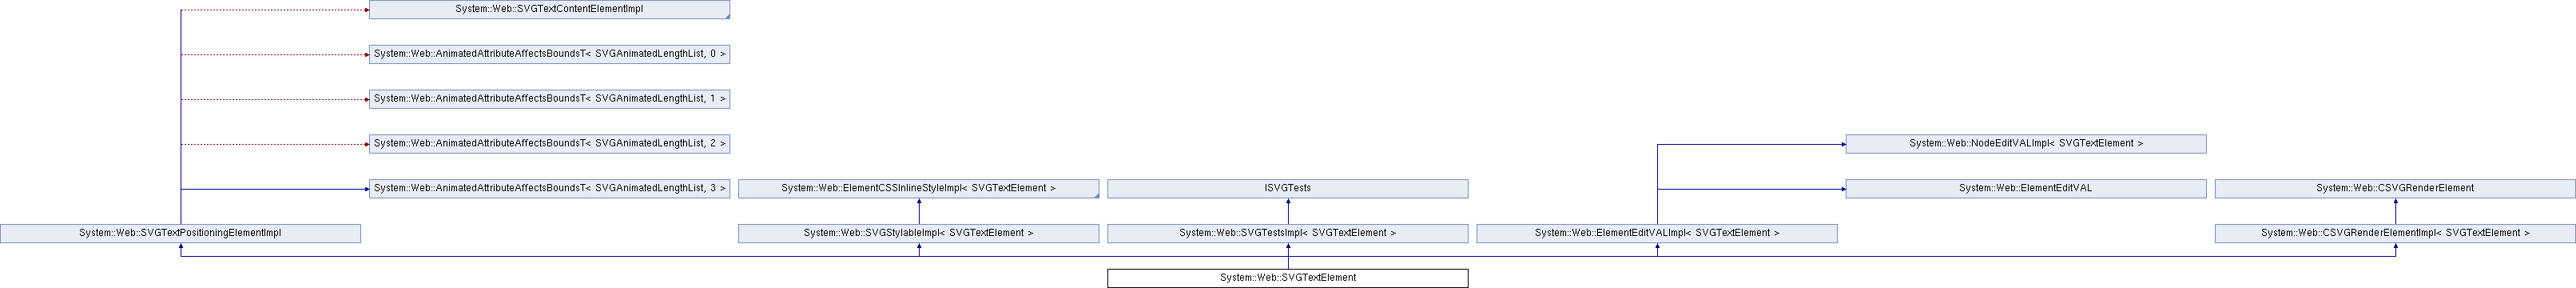 System::Web::SVGTextContentElementImpl
System::Web::AnimatedAttributeAffectsBoundsT< SVGAnimatedLengthList, 0 >
System::Web::AnimatedAttributeAffectsBoundsT< SVGAnimatedLengthList, 1 >
System::Web::AnimatedAttributeAffectsBoundsT< SVGAnimatedLengthList, 2 >
System::Web::NodeEditVALImpl< SVGTextElement >
System::Web::AnimatedAttributeAffectsBoundsT< SVGAnimatedLengthList, 3 >
System::Web::ElementCSSInlineStyleImpl< SVGTextElement >
ISVGTests
System::Web::ElementEditVAL
System::Web::CSVGRenderElement
System::Web::SVGTextPositioningElementImpl
System::Web::SVGStylableImpl< SVGTextElement >
System::Web::SVGTestsImpl< SVGTextElement >
System::Web::ElementEditVALImpl< SVGTextElement >
System::Web::CSVGRenderElementImpl< SVGTextElement >
System::Web::SVGTextElement